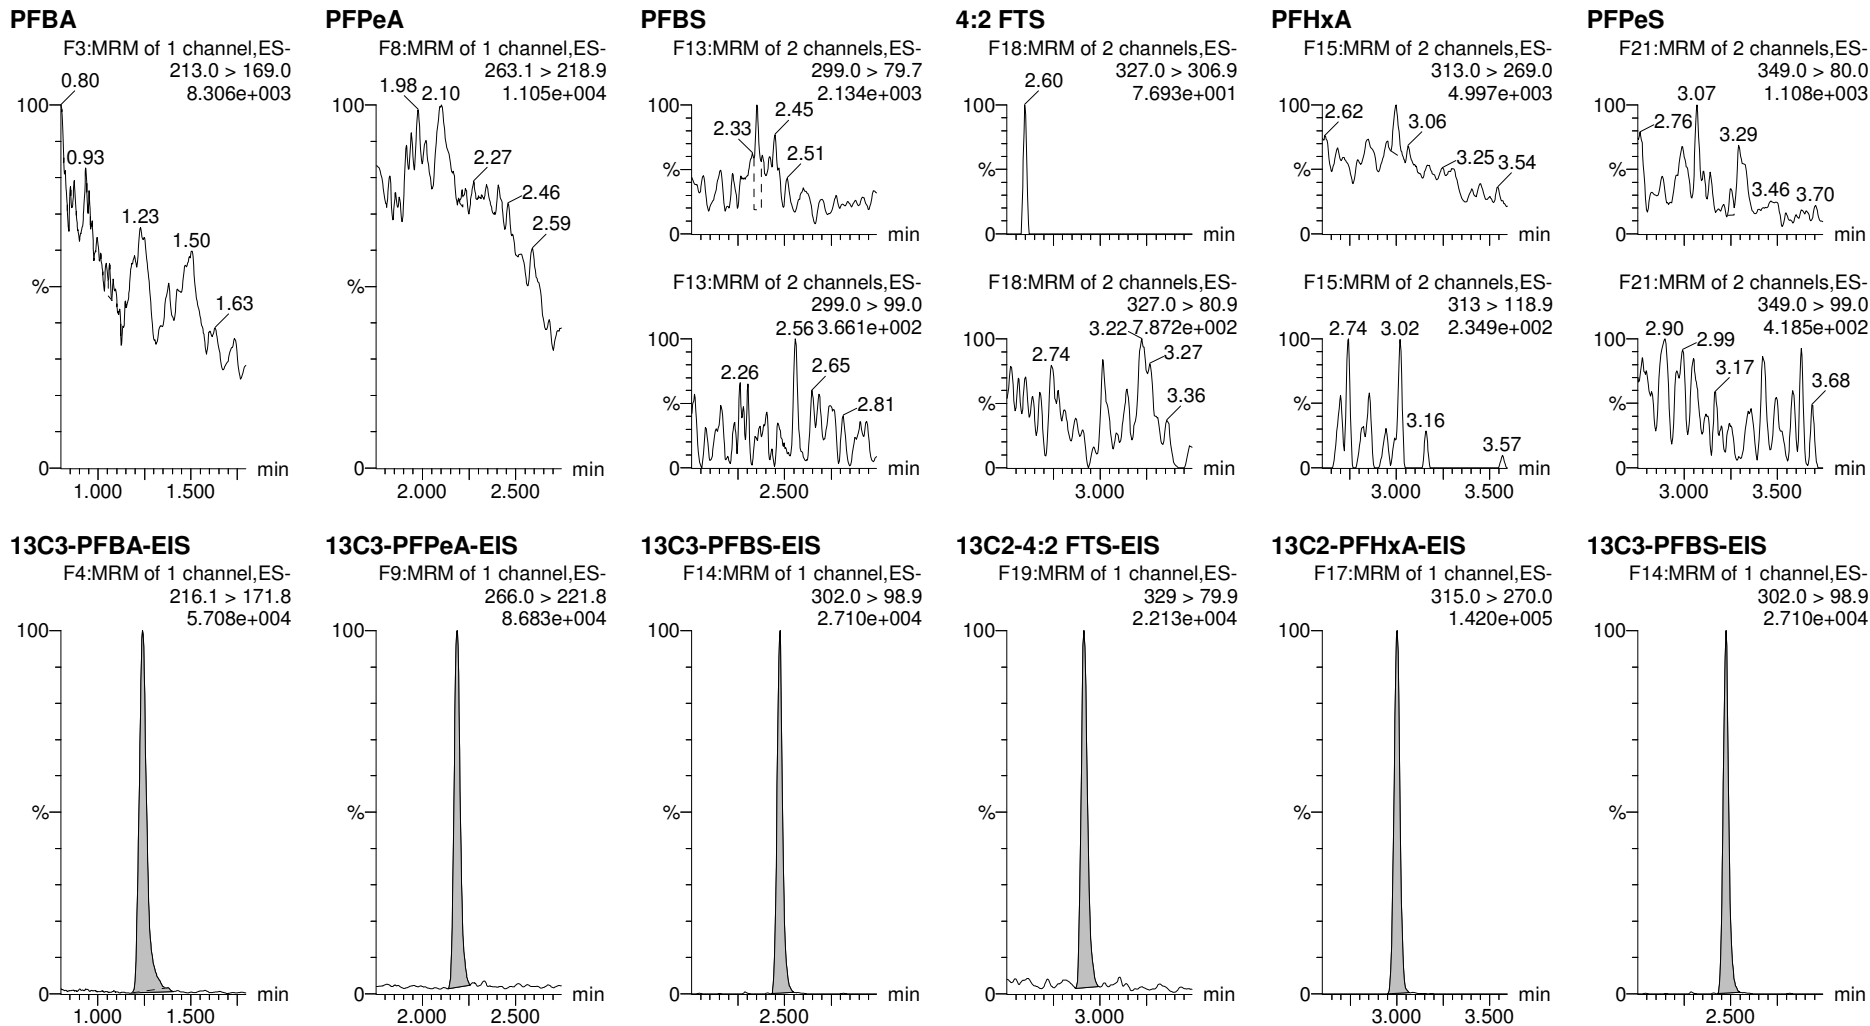 PFBA
F3:MRM of 1 channel,ES-
213.0 > 169.0
8.306e+003
0.80
100
0.93
1.23
1.50
1.63
%
0
min
1.000 1.500
PFPeA
F8:MRM of 1 channel,ES-
263.1 > 218.9
1.105e+004
1.98 2.10
100
2.27
2.46
2.59
%
0
min
2.000 2.500
PFBS
F13:MRM of 2 channels,ES-
299.0 > 79.7
2.134e+003
100
2.33
2.45
2.51
%
0
min
F13:MRM of 2 channels,ES-
299.0 > 99.0
2.56 3.661e+002
100
2.26
2.65
2.81
%
0
min
2.500
4:2 FTS
F18:MRM of 2 channels,ES-
327.0 > 306.9
7.693e+001
2.60
100
%
0
min
F18:MRM of 2 channels,ES-
327.0 > 80.9
3.22 7.872e+002
100
2.74
3.27
3.36
%
0
min
3.000
PFHxA
F15:MRM of 2 channels,ES-
313.0 > 269.0
4.997e+003
100
2.62
3.06
3.25
3.54
%
0
min
F15:MRM of 2 channels,ES-
313 > 118.9
2.349e+002
2.74 3.02
100
3.16
3.57
%
0
min
3.000 3.500
PFPeS
F21:MRM of 2 channels,ES-
349.0 > 80.0
1.108e+003
3.07
100
2.76
3.29
3.46 3.70
%
0
min
F21:MRM of 2 channels,ES-
349.0 > 99.0
4.185e+002
2.90
100
2.99
3.17
3.68
%
0
min
3.000 3.500
13C3-PFBA-EIS
F4:MRM of 1 channel,ES-
216.1 > 171.8
5.708e+004
100
%
0
min
1.000 1.500
13C3-PFPeA-EIS
F9:MRM of 1 channel,ES-
266.0 > 221.8
8.683e+004
100
%
0
min
2.000 2.500
13C3-PFBS-EIS
F14:MRM of 1 channel,ES-
302.0 > 98.9
2.710e+004
100
%
0
min
2.500
13C2-4:2 FTS-EIS
F19:MRM of 1 channel,ES-
329 > 79.9
2.213e+004
100
%
0
min
3.000
13C2-PFHxA-EIS
F17:MRM of 1 channel,ES-
315.0 > 270.0
1.420e+005
100
%
0
min
3.000 3.500
13C3-PFBS-EIS
F14:MRM of 1 channel,ES-
302.0 > 98.9
2.710e+004
100
%
0
min
2.500